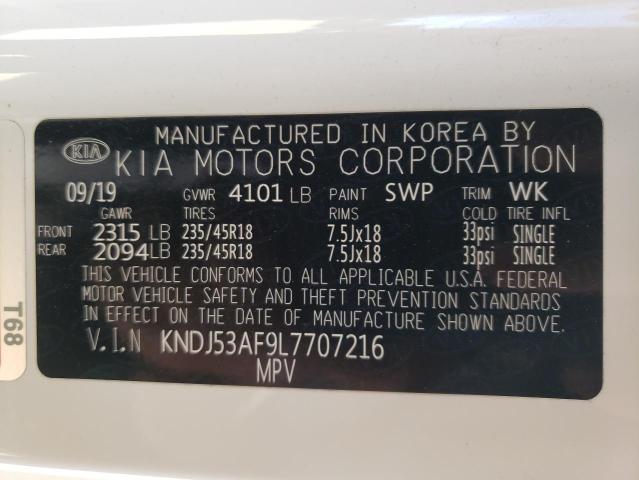 KIA MANUFACTURED IN KOREA BY
KIA MOTORS CORPORATION
09/19 GVWR 4101 LB PAINT SWP TRIM WK
GAWR TIRES RIMS COLD TIRE INFL
FRONT 2315 LB 235/45R18 7.5Jx18 33psi SINGLE
REAR 2094LB 235/45R18 7.5Jx18 33psi SINGLE
THIS VEHICLE CONFORMS TO ALL APPLICABLE U.S.A. FEDERAL
MOTOR VEHICLE SAFETY AND THEFT PREVENTION STANDARDS
IN EFFECT ON THE DATE OF MANUFACTURE SHOWN ABOVE.
V.I.N KNDJ53AF9L7707216
MPV
T68